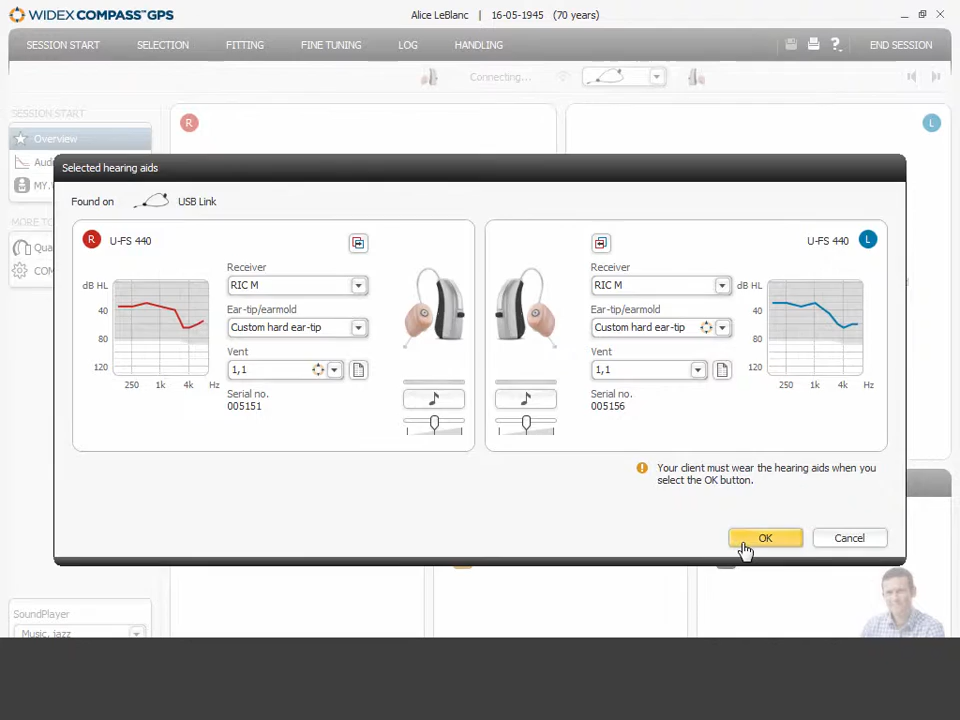 WIDEX COMPASS™ GPS
Alice LeBlanc | 16-05-1945 (70 years)
SESSION START SELECTION FITTING FINE TUNING LOG HANDLING ? END SESSION
Connecting...
SESSION START
R L
Overview
MY.
MORE TO
Selected hearing aids
Found on USB Link
R U-FS 440
U-FS 440 L
Receiver
RIC M
Ear-tip/earmold
Custom hard ear-tip
Vent
1,1
Serial no.
005151
dB HL
40
80
120
250 1k 4k Hz
Receiver
RIC M
Ear-tip/earmold
Custom hard ear-tip
Vent
1,1
Serial no.
005156
dB HL
40
80
120
250 1k 4k Hz
Your client must wear the hearing aids when you
select the OK button.
OK Cancel
SoundPlayer
Music, jazz